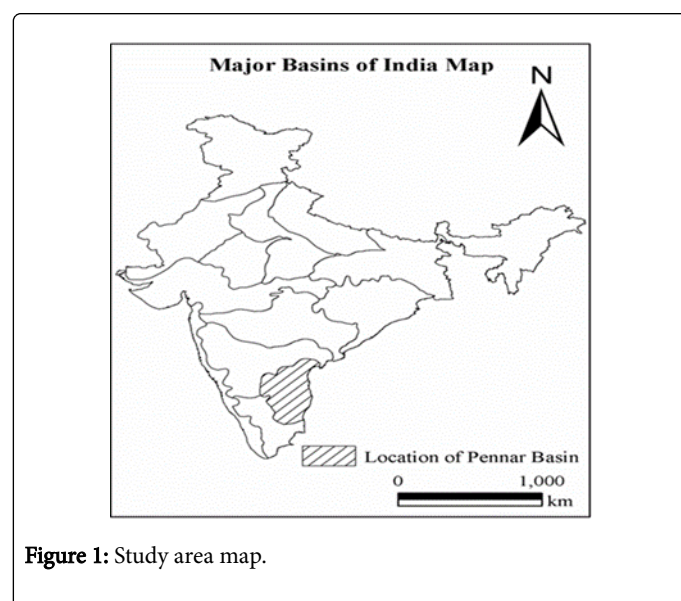 Major Basins of India Map
N
Location of Pennar Basin
0 1,000
km
Figure 1: Study area map.